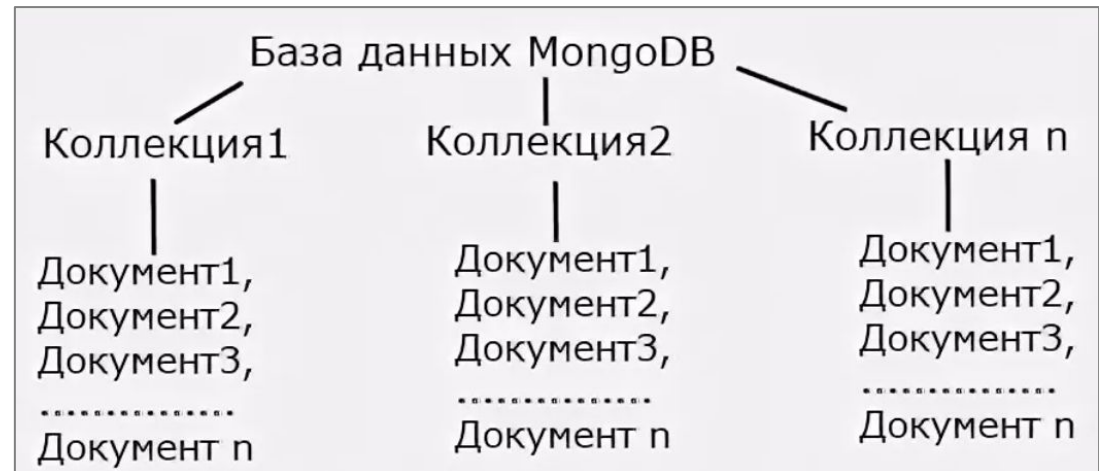 База данных MongoDB
Коллекция1
Коллекция2
Коллекция n
Документ1,
Документ2,
Документ3,
...............
Документ n
Документ1,
Документ2,
Документ3,
...............
Документ n
Документ1,
Документ2,
Документ3,
...............
Документ n